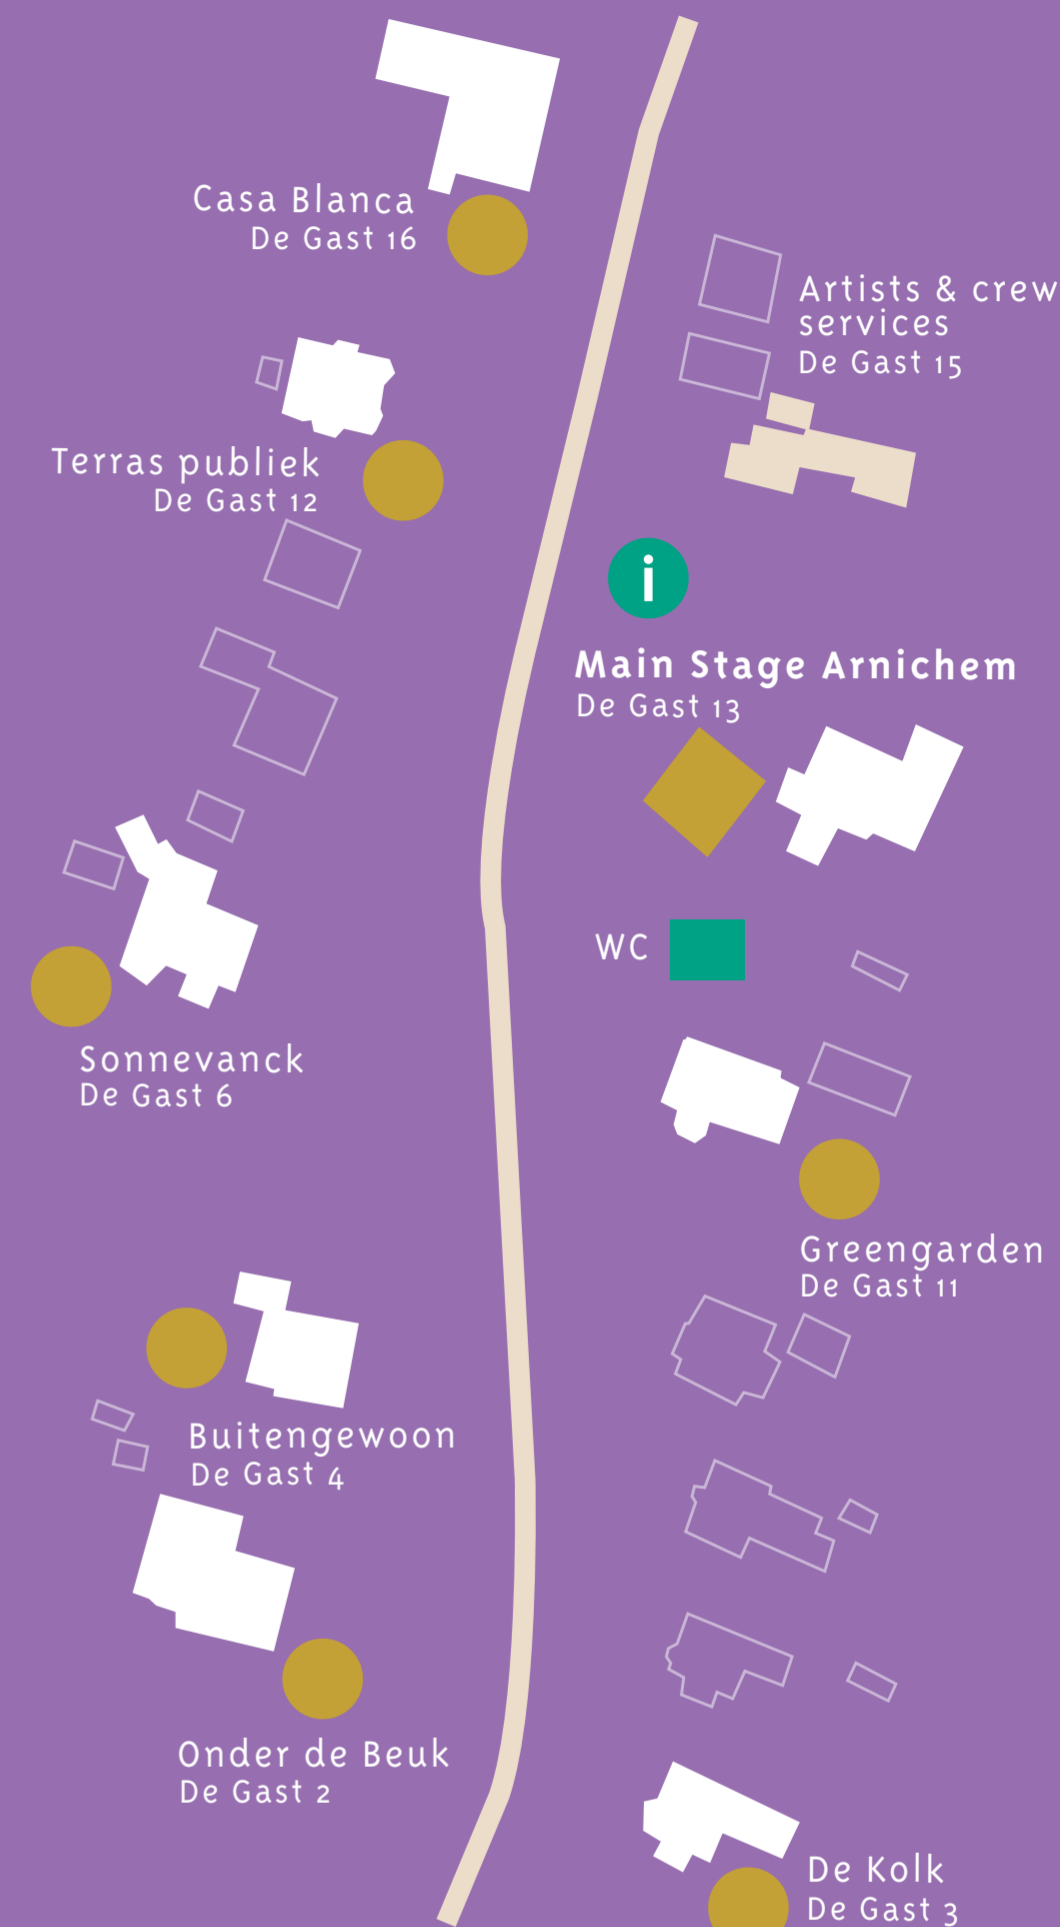 Casa Blanca
De Gast 16
Artists & crew
services
De Gast 15
Terras publiek
De Gast 12
i
Main Stage Arnichem
De Gast 13
WC
Sonnevanck
De Gast 6
Greengarden
De Gast 11
Buitengewoon
De Gast 4
Onder de Beuk
De Gast 2
De Kolk
De Gast 3